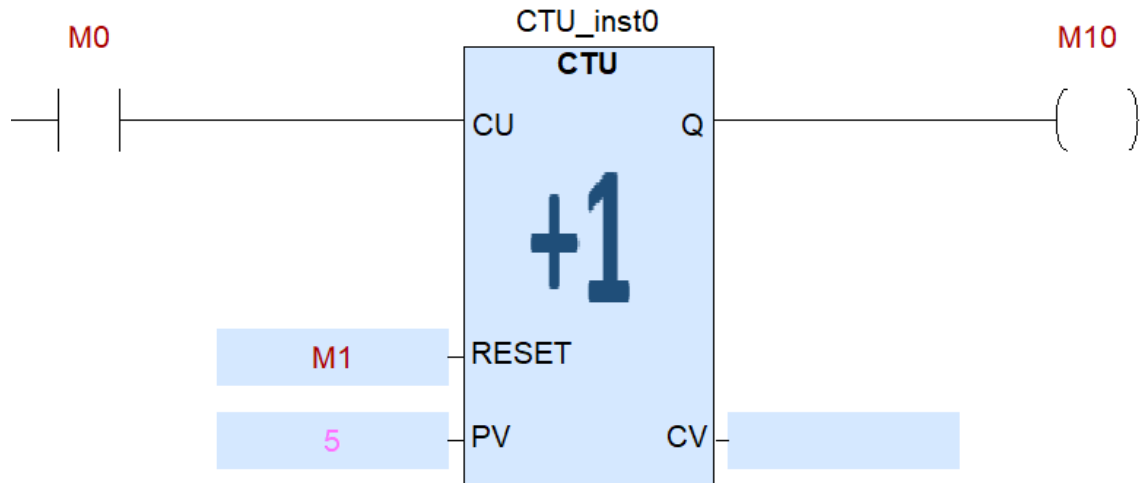 CTU_inst0
M0
M10
CTU
CU
Q
+1
M1
RESET
5
PV
CV